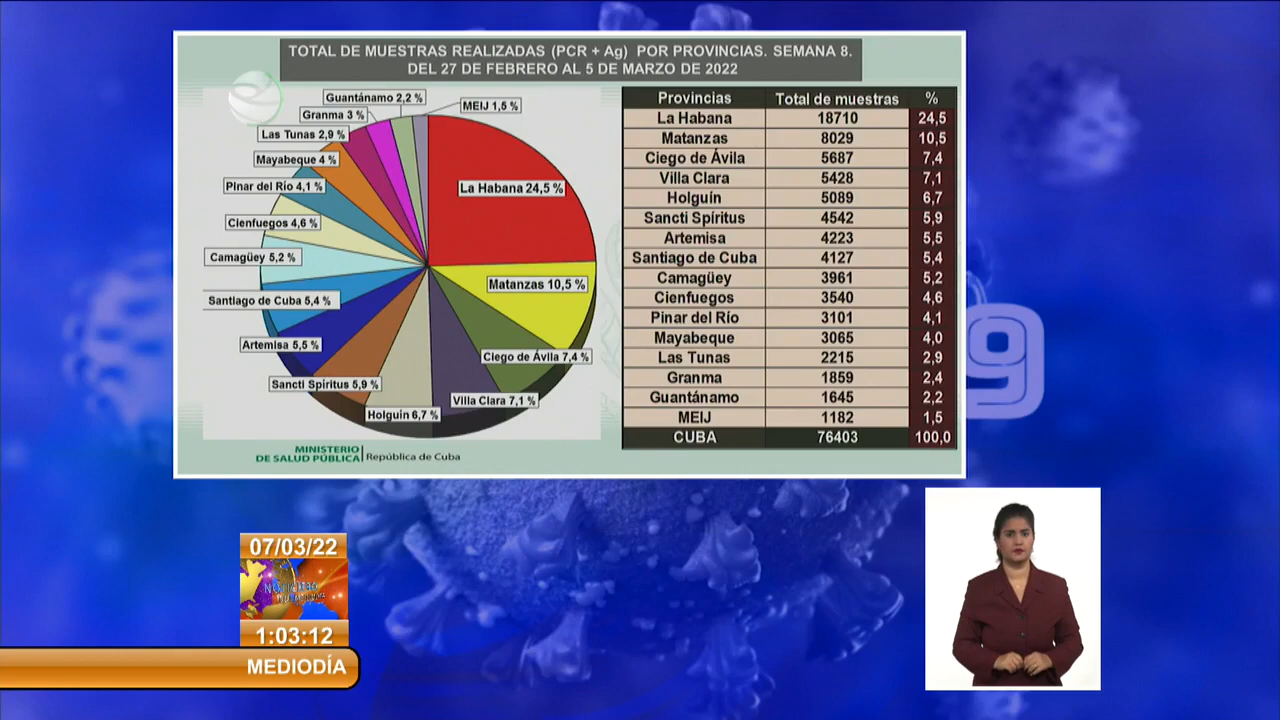 TOTAL DE MUESTRAS REALIZADAS (PCR + Ag) POR PROVINCIAS. SEMANA 8.
DEL 27 DE FEBRERO AL 5 DE MARZO DE 2022
Guantánamo 2,2 %
MEIJ 1,5 %
Granma 3 %
Las Tunas 2,9 %
Mayabeque 4 %
PInar del Río 4,1 %
La Habana 24,5 %
Cienfuegos 4,6 %
Camagüey 5,2 %
Matanzas 10,5 %
Santiago de Cuba 5,4 %
Artemisa 5,5 %
Ciego de Ávila 7,4 %
Sancti Spíritus 5,9 %
Villa Clara 7,1 %
Holguín 6,7 %
Provincias Total de muestras %
La Habana 18710 24,5
Matanzas 8029 10,5
Ciego de Ávila 5687 7,4
Villa Clara 5428 7,1
Holguín 5089 6,7
Sancti Spíritus 4542 5,9
Artemisa 4223 5,5
Santiago de Cuba 4127 5,4
Camagüey 3961 5,2
Cienfuegos 3540 4,6
Pinar del Río 3101 4,1
Mayabeque 3065 4,0
Las Tunas 2215 2,9
Granma 1859 2,4
Guantánamo 1645 2,2
MEIJ 1182 1,5
CUBA 76403 100,0
MINISTERIO
DE SALUD PÚBLICA República de Cuba
9
07/03/22
1:03:12
MEDIODÍA